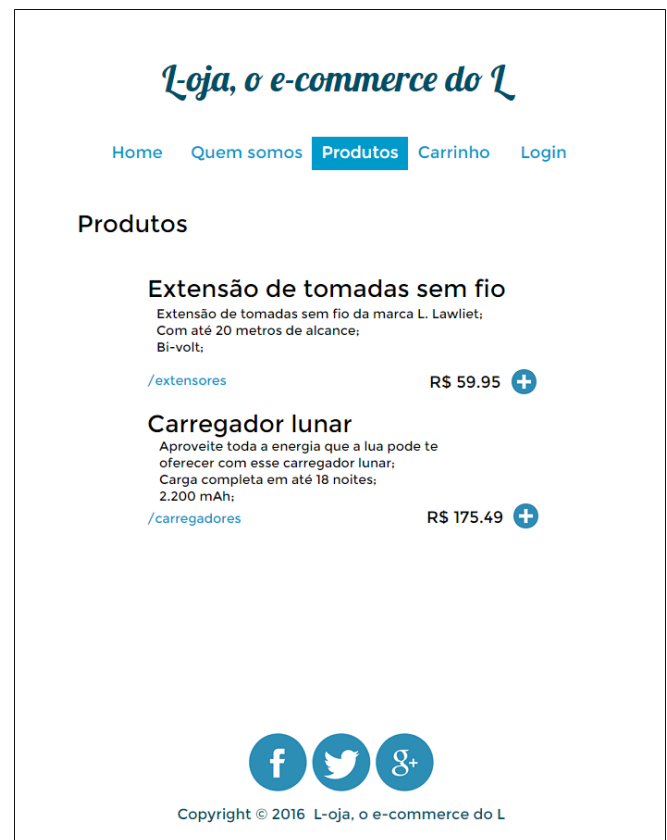 L-oja, o e-commerce do L
Home Quem somos Produtos Carrinho Login
Produtos
Extensão de tomadas sem fio
Extensão de tomadas sem fio da marca L. Lawliet;
Com até 20 metros de alcance;
Bi-volt;
/extensores R$ 59.95
Carregador lunar
Aproveite toda a energia que a lua pode te
oferecer com esse carregador lunar;
Carga completa em até 18 noites;
2.200 mAh;
/carregadores R$ 175.49
Copyright © 2016 L-oja, o e-commerce do L